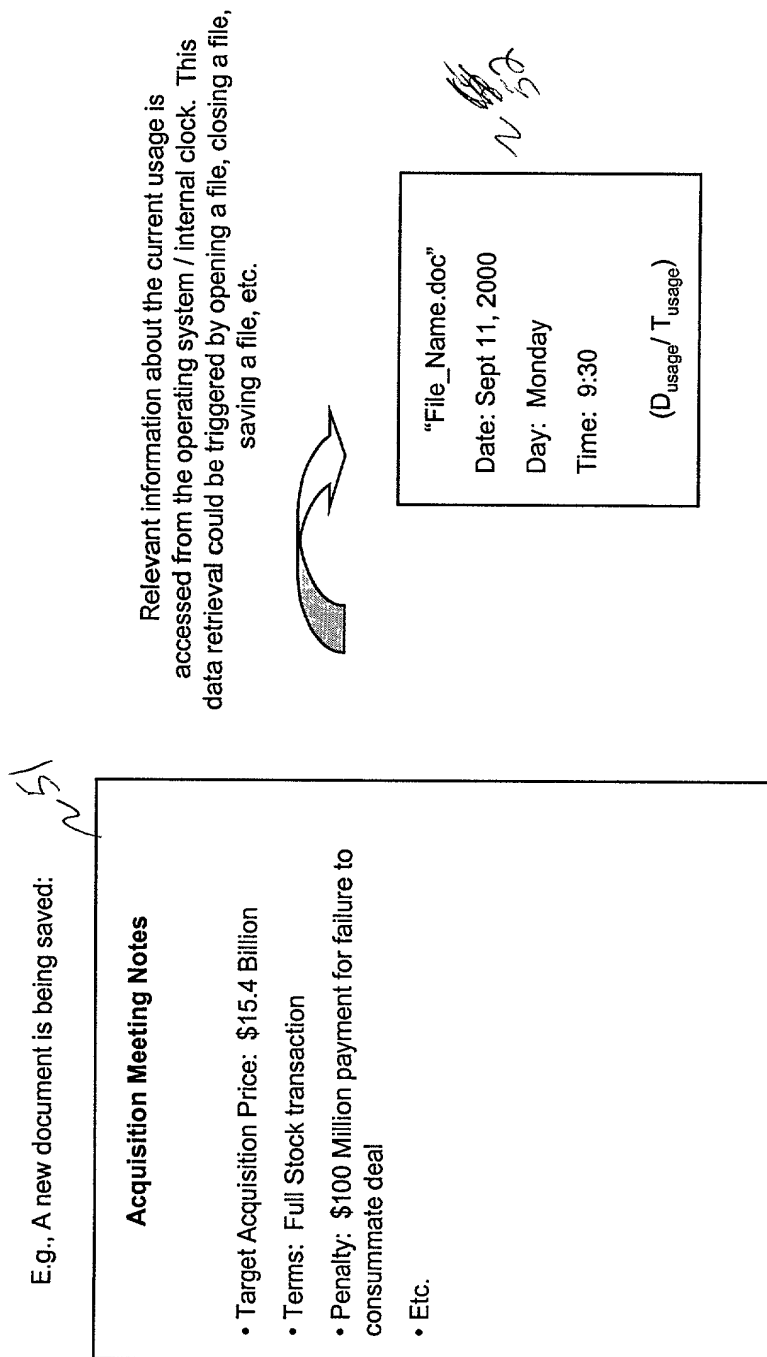 E.g., A new document is being saved:
51
Acquisition Meeting Notes
• Target Acquisition Price: $15.4 Billion
• Terms: Full Stock transaction
• Penalty: $100 Million payment for failure to
consummate deal
• Etc.
Relevant information about the current usage is
accessed from the operating system / internal clock. This
data retrieval could be triggered by opening a file, closing a file,
saving a file, etc.
52
“File_Name.doc”
Date: Sept 11, 2000
Day: Monday
Time: 9:30
(Dusage/ Tusage)